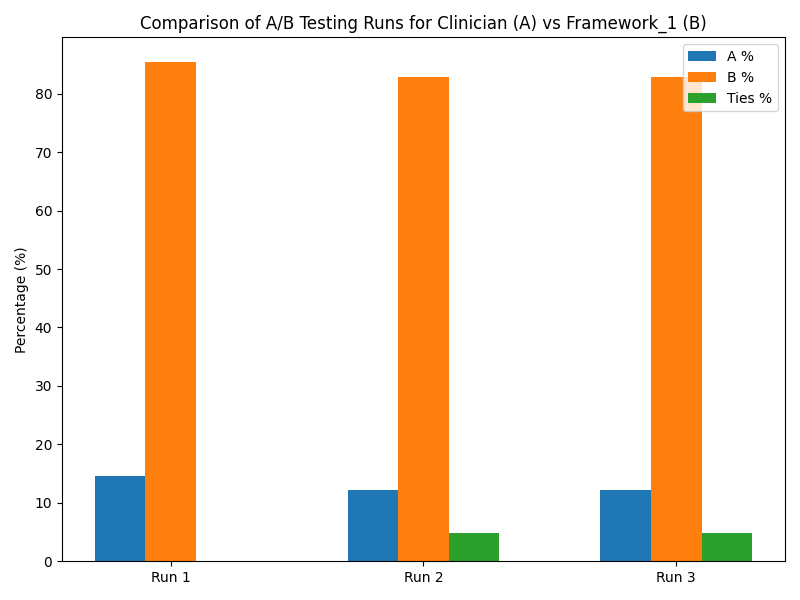 Comparison of A/B Testing Runs for Clinician (A) vs Framework_1 (B)
A %
B %
Ties %
Percentage (%)
80
70
60
50
40
30
20
10
0
Run 1
Run 2
Run 3